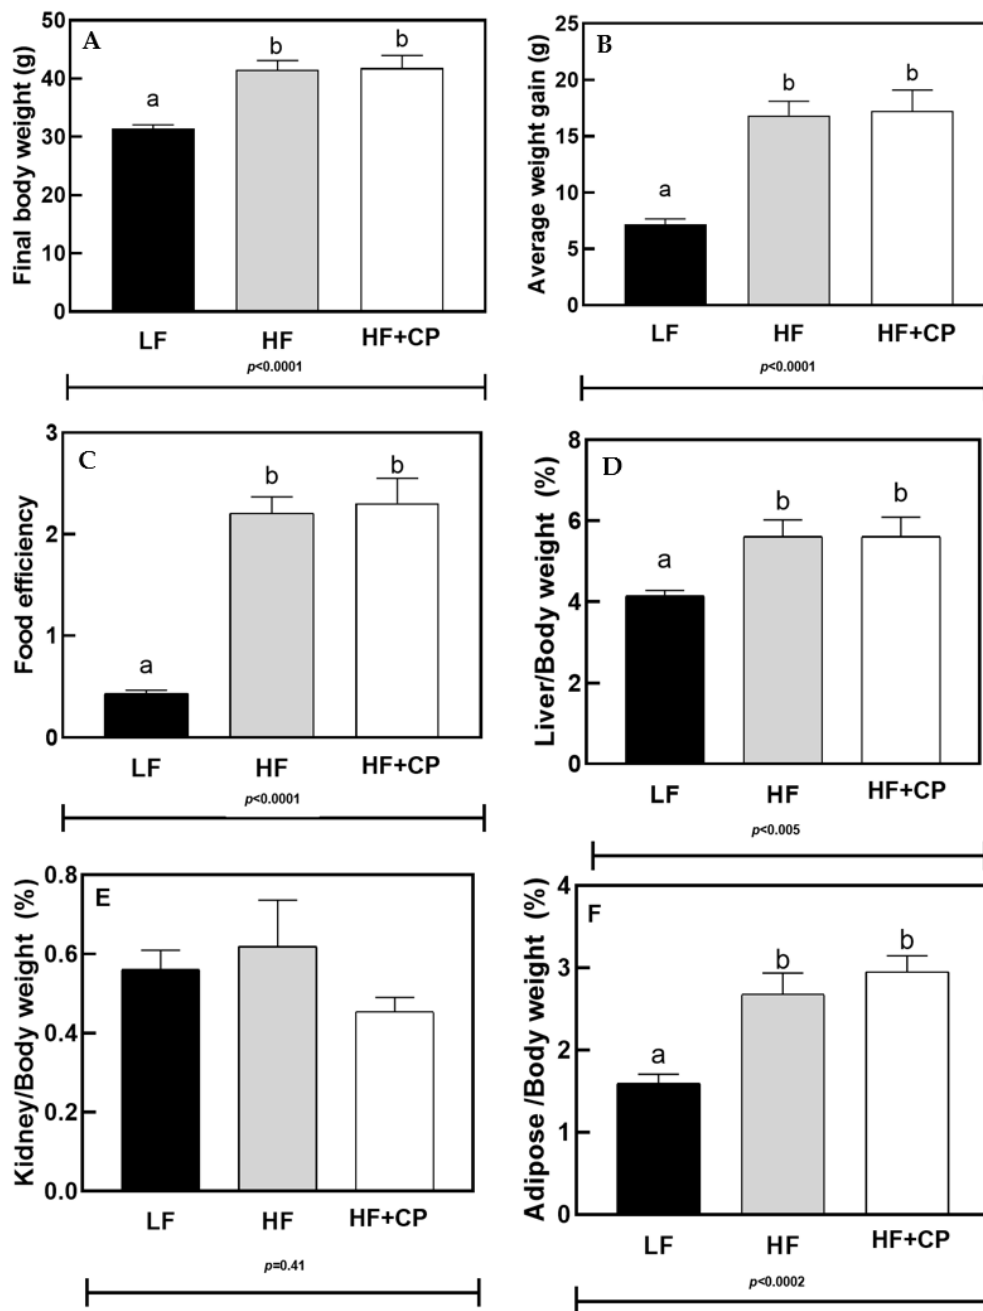 A
Final body weight (g)
50
40
30
20
10
0
a
b
b
LF
HF
HF+CP
p<0.0001
B
Average weight gain (g)
25
20
15
10
5
0
a
b
b
LF
HF
HF+CP
p<0.0001
C
Food efficiency
3
2
1
0
a
b
b
LF
HF
HF+CP
p<0.0001
D
Liver/Body weight (%)
8
6
4
2
0
a
b
b
LF
HF
HF+CP
p<0.005
E
Kidney/Body weight (%)
0.8
0.6
0.4
0.2
0.0
LF
HF
HF+CP
p=0.41
F
Adipose /Body weight (%)
4
3
2
1
0
a
b
b
LF
HF
HF+CP
p<0.0002